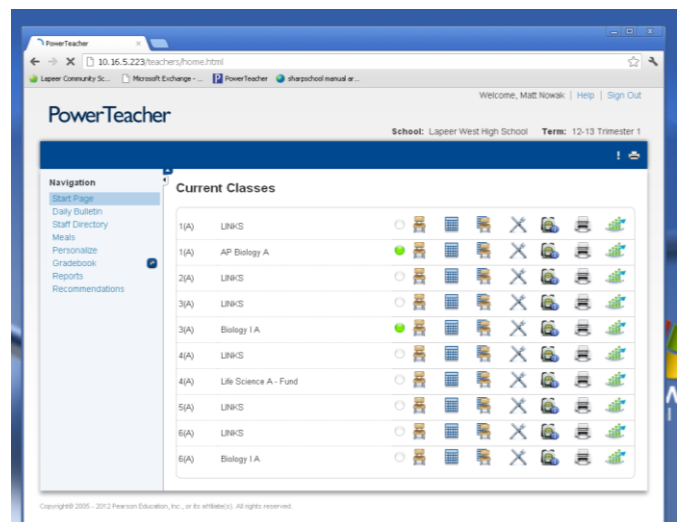 PowerTeacher
10.16.5.223/teachers/home.html
Lapeer Community Sc... Microsoft Exchange - ... PowerTeacher sharpschool manual ar...
Welcome, Matt Nowak | Help | Sign Out
PowerTeacher
School: Lapeer West High School Term: 12-13 Trimester 1
Navigation
Start Page
Daily Bulletin
Staff Directory
Meals
Personalize
Gradebook
Reports
Recommendations
Current Classes
1(A) LINKS
1(A) AP Biology A
2(A) LINKS
3(A) LINKS
3(A) Biology I A
4(A) LINKS
4(A) Life Science A - Fund
5(A) LINKS
6(A) LINKS
6(A) Biology I A
Copyright© 2005 - 2012 Pearson Education, Inc., or its affiliate(s). All rights reserved.